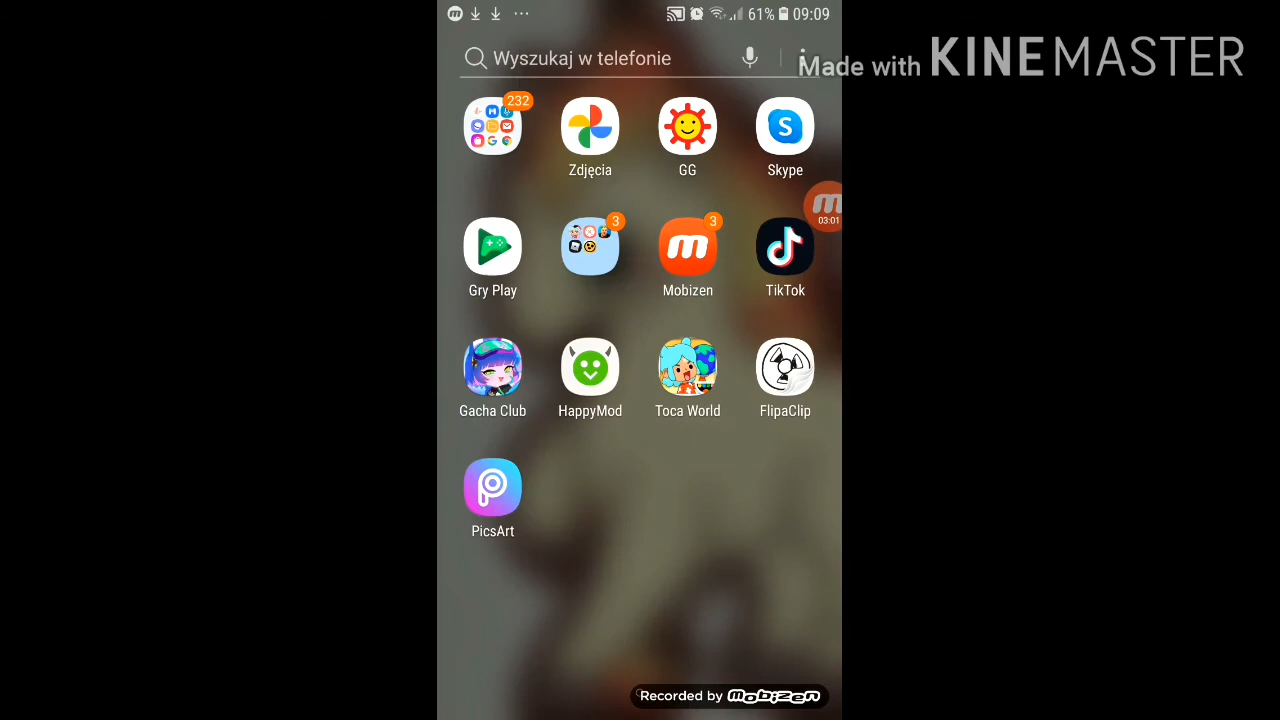 61% 09:09
Wyszukaj w telefonie
Made with KINEMASTER
232
Zdjęcia
GG
S
Skype
03:01
3
3
Gry Play
Mobizen
TikTok
Gacha Club
HappyMod
Toca World
FlipaClip
PicsArt
Recorded by Mobizen